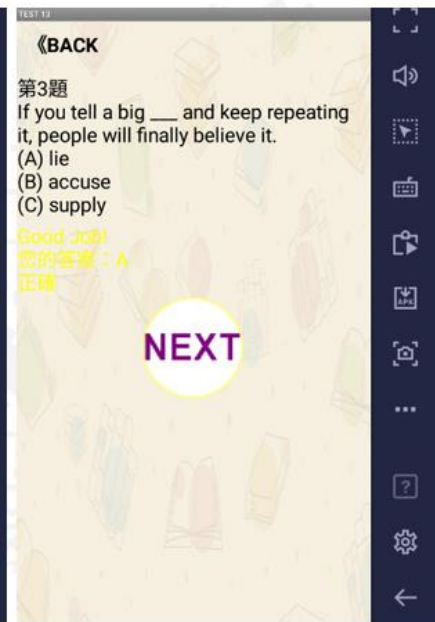 TEST 13
《BACK
第3題
If you tell a big ___ and keep repeating
it, people will finally believe it.
(A) lie
(B) accuse
(C) supply
Good Job!
您的答案：A
正確
NEXT
APK
?